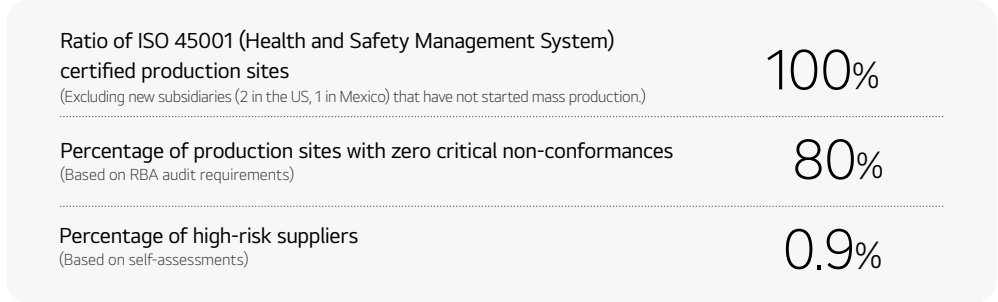 Ratio of ISO 45001 (Health and Safety Management System)
certified production sites
(Excluding new subsidiaries (2 in the US, 1 in Mexico) that have not started mass production.)
100%
Percentage of production sites with zero critical non-conformances
(Based on RBA audit requirements)
80%
Percentage of high-risk suppliers
(Based on self-assessments)
0.9%